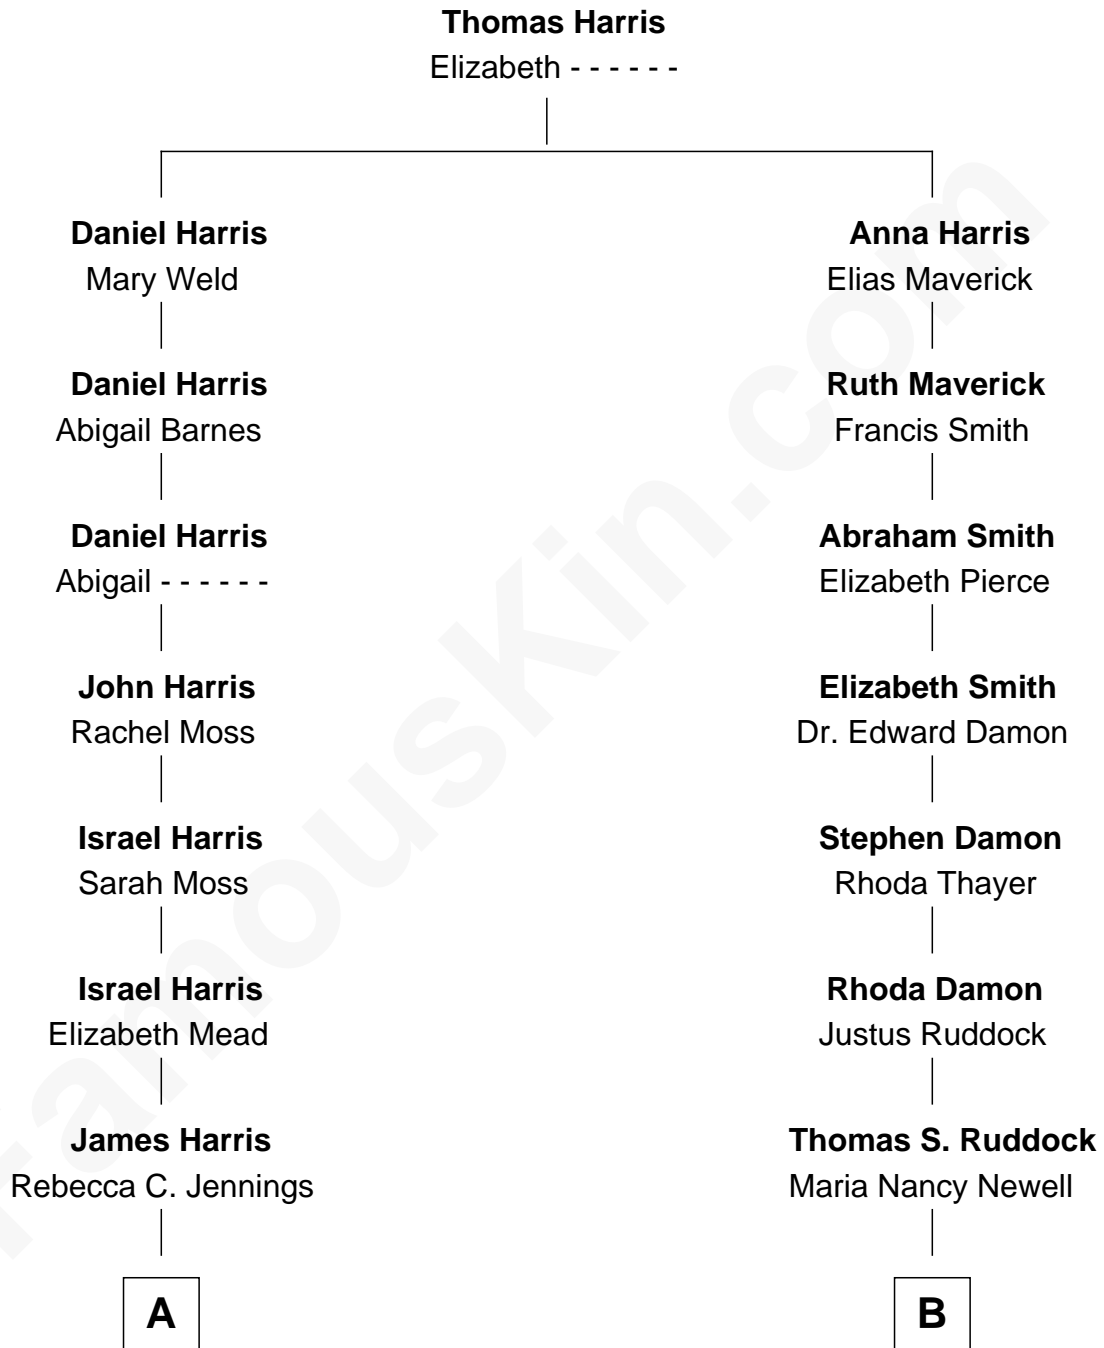 Thomas Harris
Elizabeth - - - - - -
Daniel Harris
Mary Weld
Anna Harris
Elias Maverick
Daniel Harris
Abigail Barnes
Ruth Maverick
Francis Smith
Daniel Harris
Abigail - - - - - -
Abraham Smith
Elizabeth Pierce
John Harris
Rachel Moss
Elizabeth Smith
Dr. Edward Damon
Israel Harris
Sarah Moss
Stephen Damon
Rhoda Thayer
Israel Harris
Elizabeth Mead
Rhoda Damon
Justus Ruddock
James Harris
Rebecca C. Jennings
Thomas S. Ruddock
Maria Nancy Newell
A
B
FamousKin.com